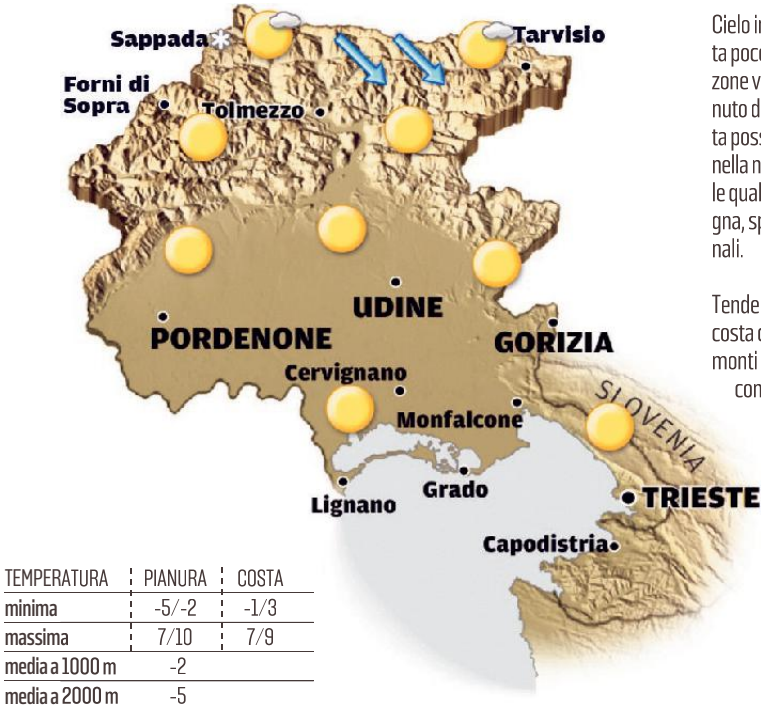 Sappada
Tarvisio
Forni di
Sopra
Tolmezzo
UDINE
PORDENONE
GORIZIA
Cervignano
Monfalcone
SLOVENIA
Grado
Lignano
TRIESTE
Capodistria
Cielo i
ta poc
zone v
nuto d
ta poss
nella n
le qual
gna, sp
nali.
Tende
costa
monti
con
TEMPERATURA PIANURA COSTA
minima -5/-2 -1/3
massima 7/10 7/9
media a 1000 m -2
media a 2000 m -5